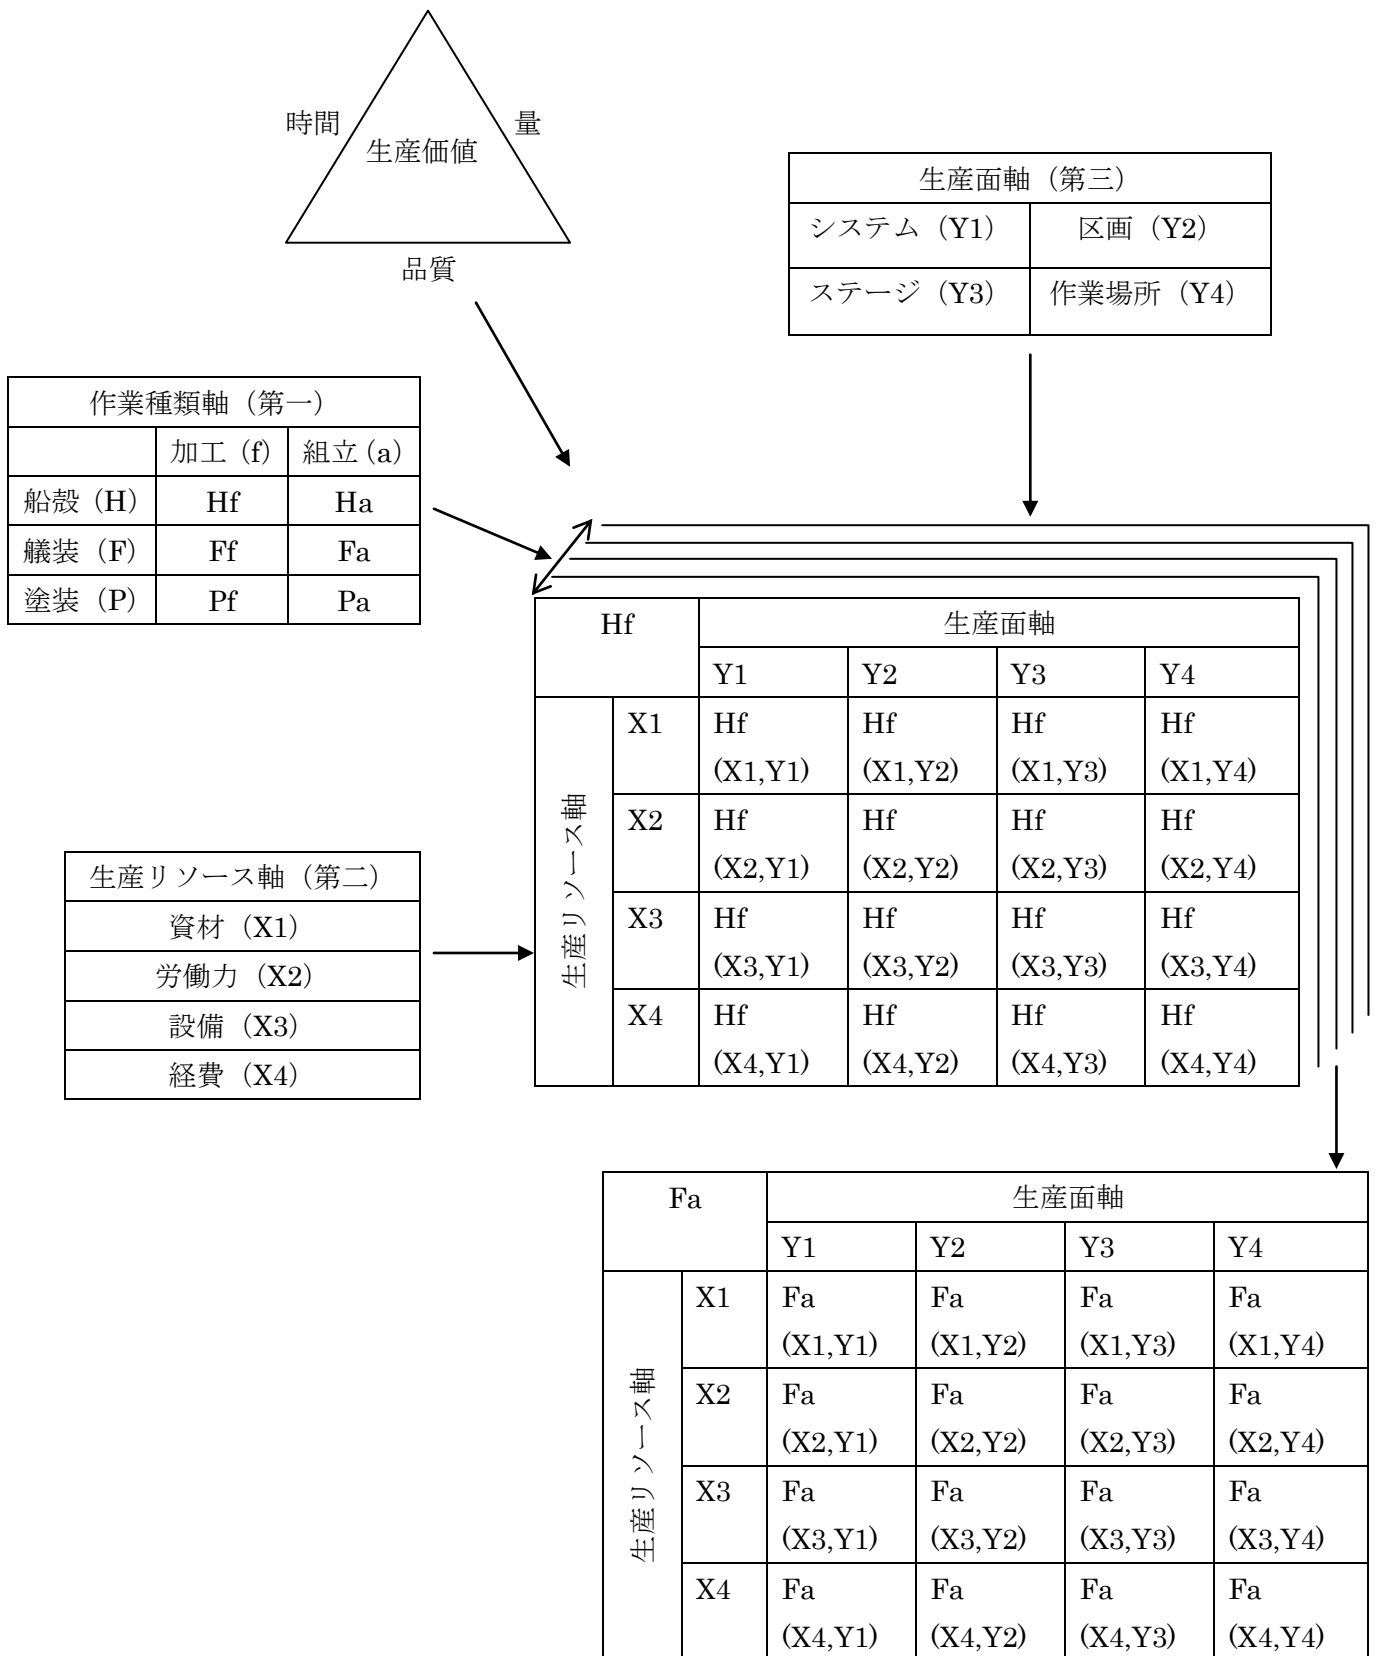 時間
量
生産価値
品質
生産面軸（第三）
システム（Y1） 区画（Y2）
ステージ（Y3） 作業場所（Y4）
作業種類軸（第一）
加工（f） 組立（a）
船殻（H） Hf Ha
艤装（F） Ff Fa
塗装（P） Pf Pa
生産リソース軸（第二）
資材（X1）
労働力（X2）
設備（X3）
経費（X4）
Hf 生産面軸
Y1 Y2 Y3 Y4
生産リソース軸
X1 Hf Hf Hf Hf
(X1,Y1) (X1,Y2) (X1,Y3) (X1,Y4)
X2 Hf Hf Hf Hf
(X2,Y1) (X2,Y2) (X2,Y3) (X2,Y4)
X3 Hf Hf Hf Hf
(X3,Y1) (X3,Y2) (X3,Y3) (X3,Y4)
X4 Hf Hf Hf Hf
(X4,Y1) (X4,Y2) (X4,Y3) (X4,Y4)
Fa 生産面軸
Y1 Y2 Y3 Y4
生産リソース軸
X1 Fa Fa Fa Fa
(X1,Y1) (X1,Y2) (X1,Y3) (X1,Y4)
X2 Fa Fa Fa Fa
(X2,Y1) (X2,Y2) (X2,Y3) (X2,Y4)
X3 Fa Fa Fa Fa
(X3,Y1) (X3,Y2) (X3,Y3) (X3,Y4)
X4 Fa Fa Fa Fa
(X4,Y1) (X4,Y2) (X4,Y3) (X4,Y4)